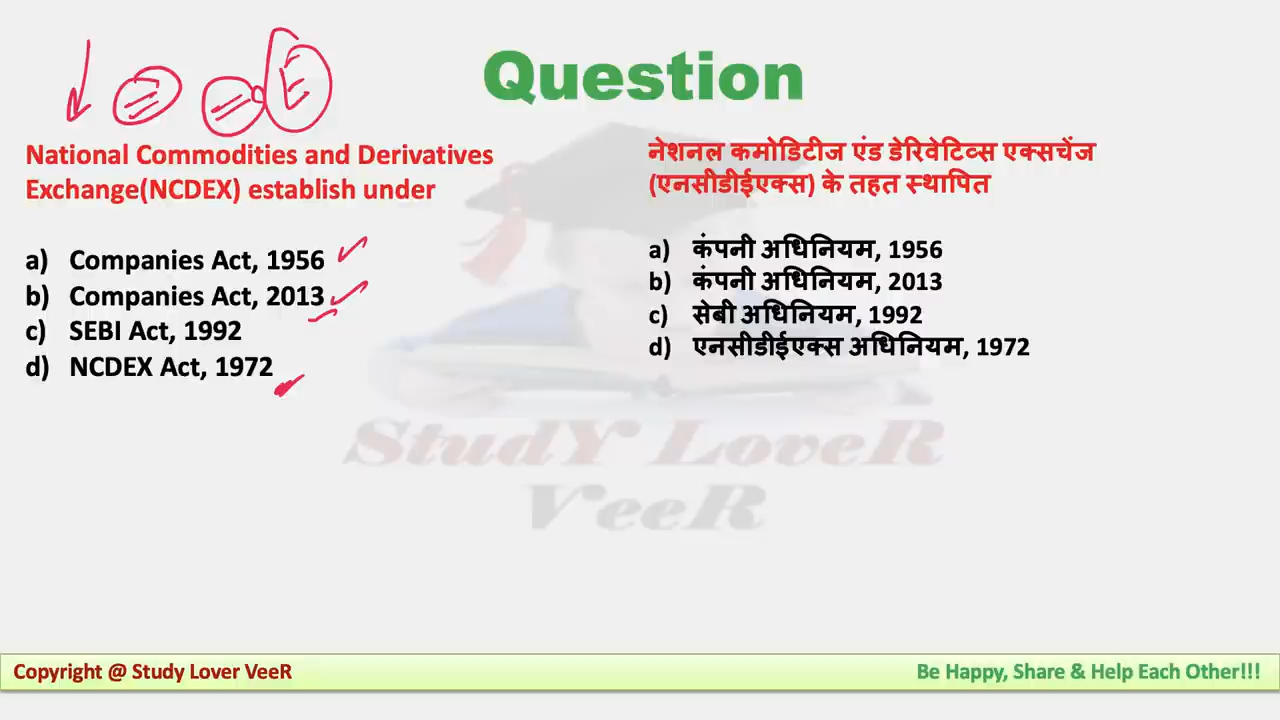 Question
National Commodities and Derivatives
Exchange(NCDEX) establish under
a) Companies Act, 1956
b) Companies Act, 2013
c) SEBI Act, 1992
d) NCDEX Act, 1972
नेशनल कमोडिटीज एंड डेरिवेटिव्स एक्सचेंज
(एनसीडीईएक्स) के तहत स्थापित
a) कंपनी अधिनियम, 1956
b) कंपनी अधिनियम, 2013
c) सेबी अधिनियम, 1992
d) एनसीडीईएक्स अधिनियम, 1972
StudY LoveR
VeeR
Copyright @ Study Lover VeeR
Be Happy, Share & Help Each Other!!!